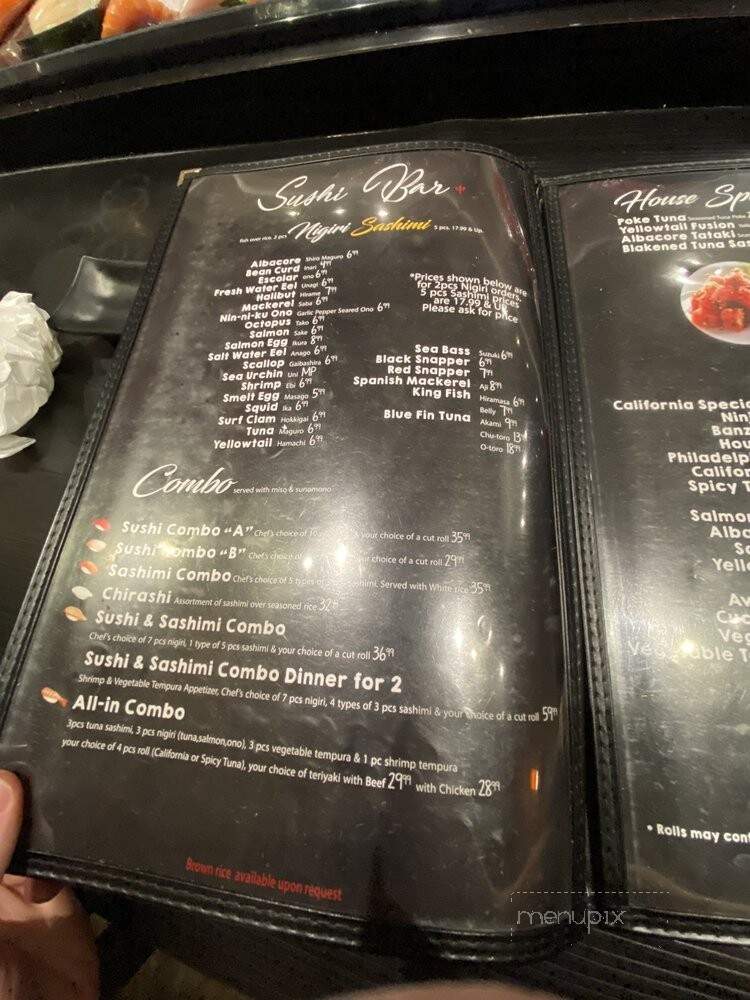 Sushi Bar
fish over rice, 2 pcs Nigiri Sashimi 5 pcs, 17.99 & Up
Albacore Shiro Maguro 6.99
Bean Curd Inari 4.99
Escolar ono 6.99
Fresh Water Eel Unagi 6.99
Halibut Hirame 7.99
Mackerel Saba 6.99
Nin-ni-ku Ono Garlic Pepper Seared Ono 6.99
Octopus Tako 6.99
Salmon Sake 6.99
Salmon Egg Ikura 8.99
Salt Water Eel Anago 6.99
Scallop Gaibashira 6.99
Sea Urchin Uni MP
Shrimp Ebi 6.99
Smelt Egg Masago 5.99
Squid Ika 6.99
Surf Clam Hokkigai 6.99
Tuna Maguro 6.99
Yellowtail Hamachi 6.99
*Prices shown below are
for 2pcs Nigiri orders.
5 pcs Sashimi prices
are 17.99 & Up
Please ask for price
Sea Bass Suzuki 6.99
Black Snapper 6.99
Red Snapper 7.99
Spanish Mackerel Aji 8.99
King Fish Hiramasa 6.99
Belly 7.99
Blue Fin Tuna Akami 9.99
Chu-toro 13
O-toro 18.99
Combo served with miso & sunomono
Sushi Combo "A" Chef's choice of 10 & your choice of a cut roll 35.99
Sushi Combo "B" Chef's choice of your choice of a cut roll 29.99
Sashimi Combo Chef's choice of 5 types of sashimi. Served with White rice 35.99
Chirashi Assortment of sashimi over seasoned rice 32
Sushi & Sashimi Combo
Chef's choice of 7 pcs nigiri, 1 type of 5 pcs sashimi & your choice of a cut roll 36.99
Sushi & Sashimi Combo Dinner for 2
Shrimp & Vegetable Tempura Appetizer, Chef's choice of 7 pcs nigiri, 4 types of 3 pcs sashimi & your choice of a cut roll 59.99
All-in Combo
3pcs tuna sashimi, 3 pcs nigiri (tuna,salmon,ono), 3 pcs vegetable tempura & 1 pc shrimp tempura
your choice of 4 pcs roll (California or Spicy Tuna), your choice of teriyaki with Beef 29.99 with Chicken 28.99
Brown rice available upon request
House Sp
Poke Tuna Seasoned Tuna Poke
Yellowtail Fusion
Albacore Tataki
Blakened Tuna Sas
California Specia
Nin
Banz
Hou
Philadelp
Califor
Spicy T
Salmo
Alba
Sc
Yell
Av
Cuc
Veg
Vegetable T
* Rolls may cont
menupix